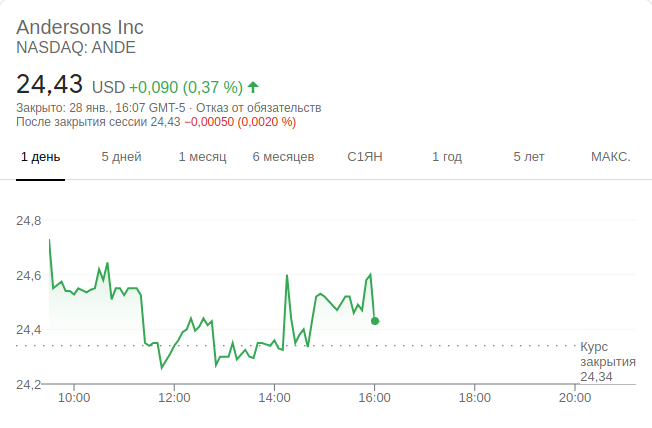 Andersons Inc
NASDAQ: ANDE
24,43 USD +0,090 (0,37 %)
Закрыто: 28 янв., 16:07 GMT-5 · Отказ от обязательств
После закрытия сессии 24,43 −0,00050 (0,0020 %)
1 день 5 дней 1 месяц 6 месяцев С1ЯН 1 год 5 лет МАКС.
24,8
24,6
24,4
Курс
закрытия
24,34
24,2
10:00 12:00 14:00 16:00 18:00 20:00